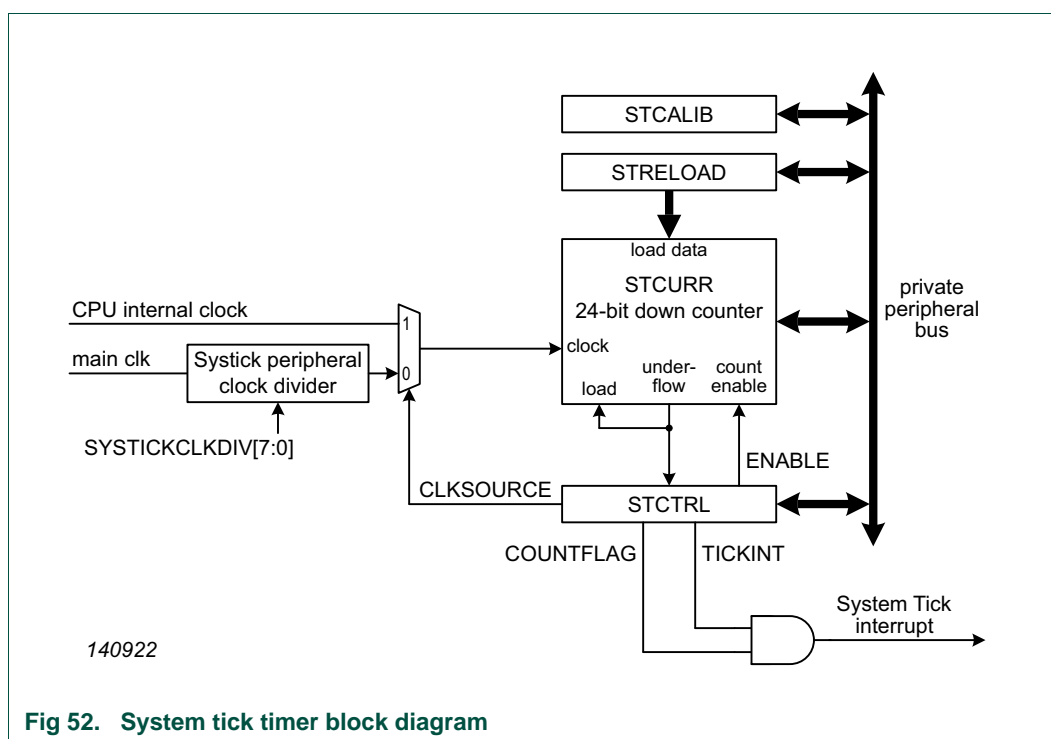 STCALIB
STRELOAD
load data
STCURR
24-bit down counter
private
peripheral
bus
CPU internal clock
1
clock
main clk
Systick peripheral
clock divider
0
under-
flow
count
enable
load
SYSTICKCLKDIV[7:0]
ENABLE
CLKSOURCE
STCTRL
COUNTFLAG
TICKINT
System Tick
interrupt
140922
Fig 52. System tick timer block diagram